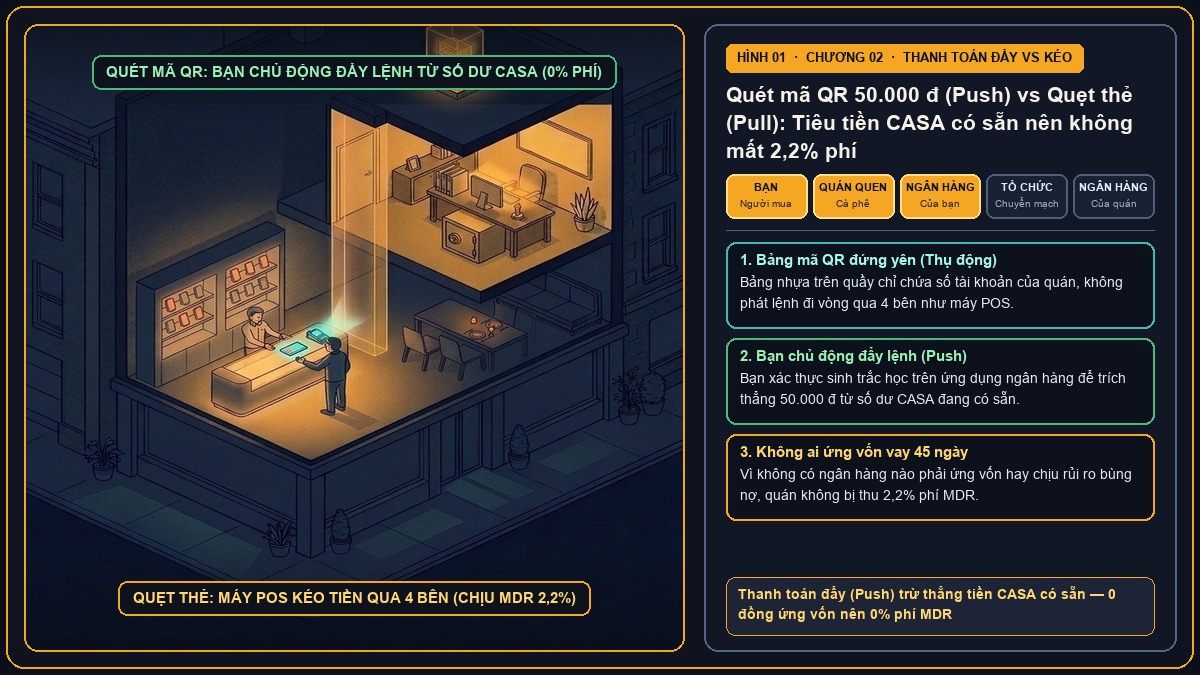 QUÉT MÃ QR: BẠN CHỦ ĐỘNG ĐẨY LỆNH TỪ SỐ DƯ CASA (0% PHÍ)
QUẸT THẺ: MÁY POS KÉO TIỀN QUA 4 BÊN (CHỊU MDR 2,2%)
HÌNH 01 · CHƯƠNG 02 · THANH TOÁN ĐẨY VS KÉO
Quét mã QR 50.000 đ (Push) vs Quẹt thẻ
(Pull): Tiêu tiền CASA có sẵn nên không
mất 2,2% phí
BẠN
Người mua
QUÁN QUEN
Cà phê
NGÂN HÀNG
Của bạn
TỔ CHỨC
Chuyển mạch
NGÂN HÀNG
Của quán
1. Bảng mã QR đứng yên (Thụ động)
Bảng nhựa trên quầy chỉ chứa số tài khoản của quán, không
phát lệnh đi vòng qua 4 bên như máy POS.
2. Bạn chủ động đẩy lệnh (Push)
Bạn xác thực sinh trắc học trên ứng dụng ngân hàng để trích
thẳng 50.000 đ từ số dư CASA đang có sẵn.
3. Không ai ứng vốn vay 45 ngày
Vì không có ngân hàng nào phải ứng vốn hay chịu rủi ro bùng
nợ, quán không bị thu 2,2% phí MDR.
Thanh toán đẩy (Push) trừ thẳng tiền CASA có sẵn — 0
đồng ứng vốn nên 0% phí MDR